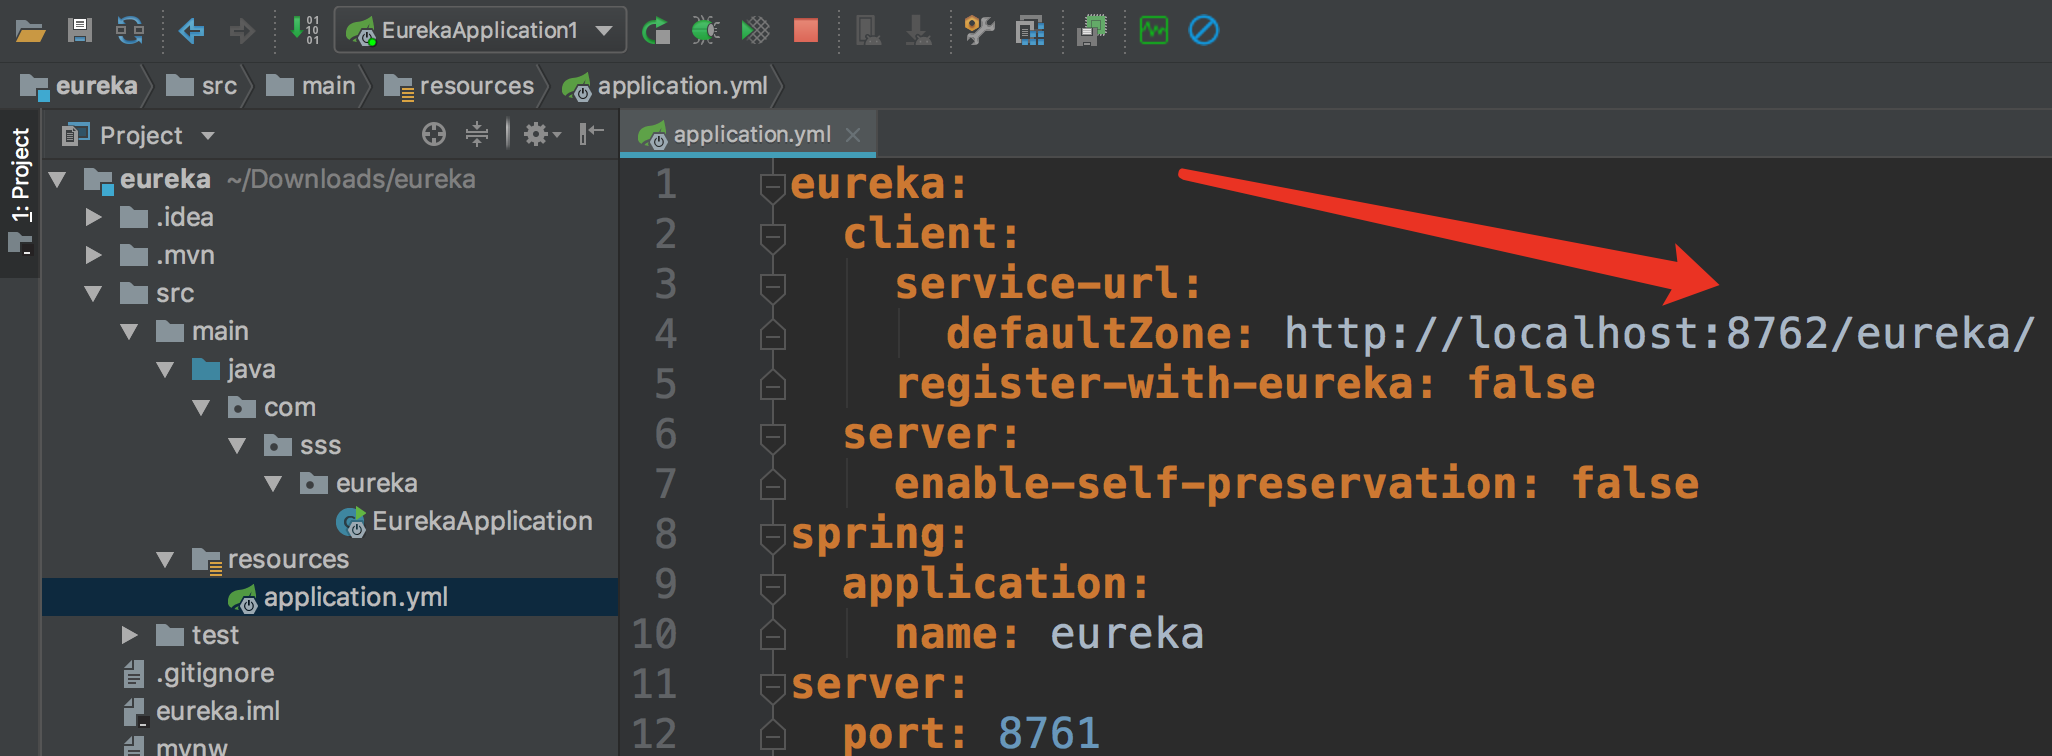 EurekaApplication1
eureka src main resources application.yml
1: Project
Project
application.yml
eureka ~/Downloads/eureka
.idea
.mvn
src
main
java
com
sss
eureka
EurekaApplication
resources
application.yml
test
.gitignore
eureka.iml
mvnw
1 eureka:
2 client:
3 service-url:
4 defaultZone: http://localhost:8762/eureka/
5 register-with-eureka: false
6 server:
7 enable-self-preservation: false
8 spring:
9 application:
10 name: eureka
11 server:
12 port: 8761